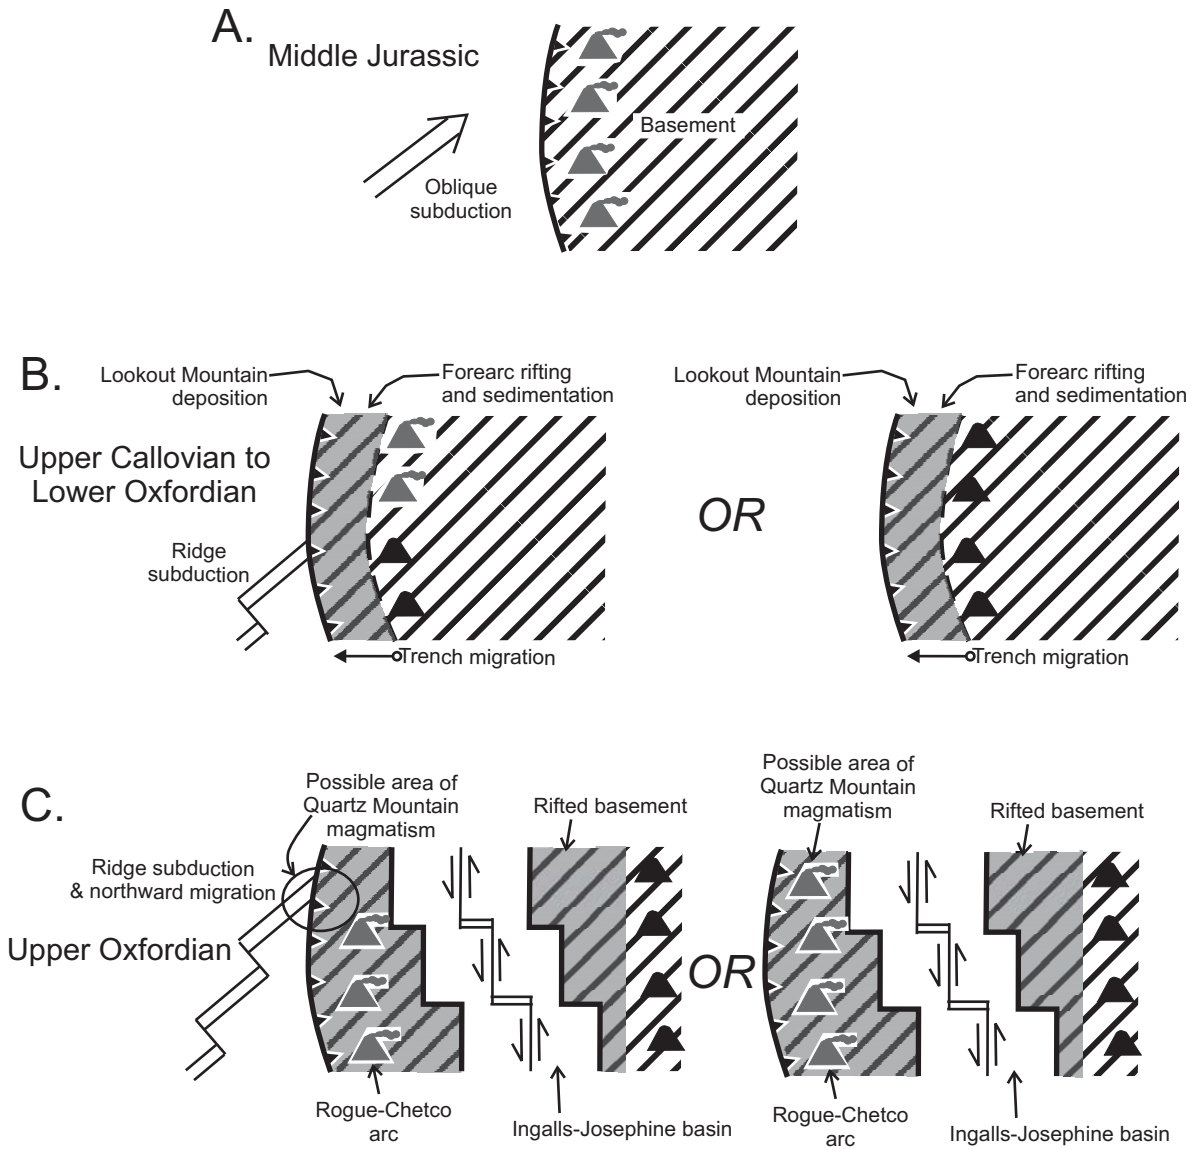 A.
Middle Jurassic
Basement
Oblique
subduction
B.
Lookout Mountain
deposition
Forearc rifting
and sedimentation
Upper Callovian to
Lower Oxfordian
Ridge
subduction
Trench migration
OR
Lookout Mountain
deposition
Forearc rifting
and sedimentation
Trench migration
C.
Possible area of
Quartz Mountain
magmatism
Rifted basement
Ridge subduction
& northward migration
Upper Oxfordian
Rogue-Chetco
arc
Ingalls-Josephine basin
OR
Possible area of
Quartz Mountain
magmatism
Rifted basement
Rogue-Chetco
arc
Ingalls-Josephine basin